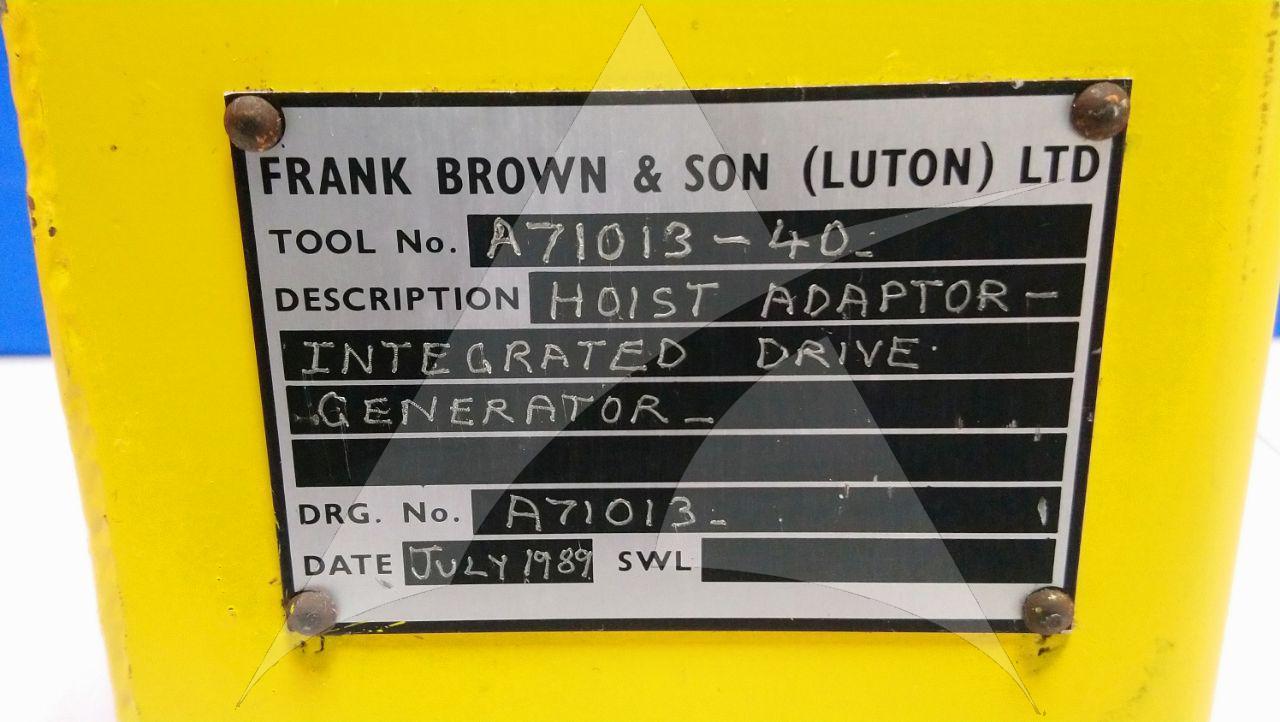 FRANK BROWN & SON (LUTON) LTD
TOOL No. A71013-40-
DESCRIPTION HOIST ADAPTOR-
INTEGRATED DRIVE
GENERATOR-
DRG. No. A71013-
DATE JULY 1989 SWL